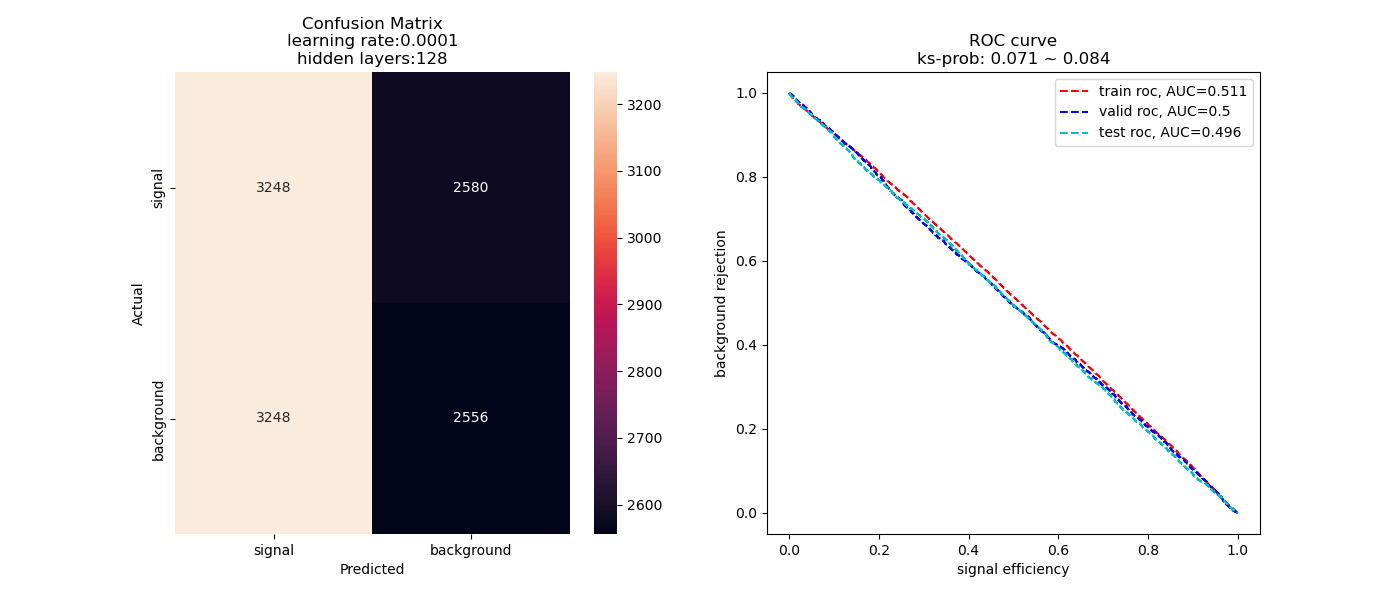 Confusion Matrix
learning rate:0.0001
hidden layers:128
signal
background
Actual
3248
2580
3248
2556
signal
background
Predicted
3200
3100
3000
2900
2800
2700
2600
ROC curve
ks-prob: 0.071 ~ 0.084
train roc, AUC=0.511
valid roc, AUC=0.5
test roc, AUC=0.496
background rejection
1.0
0.8
0.6
0.4
0.2
0.0
0.0 0.2 0.4 0.6 0.8 1.0
signal efficiency